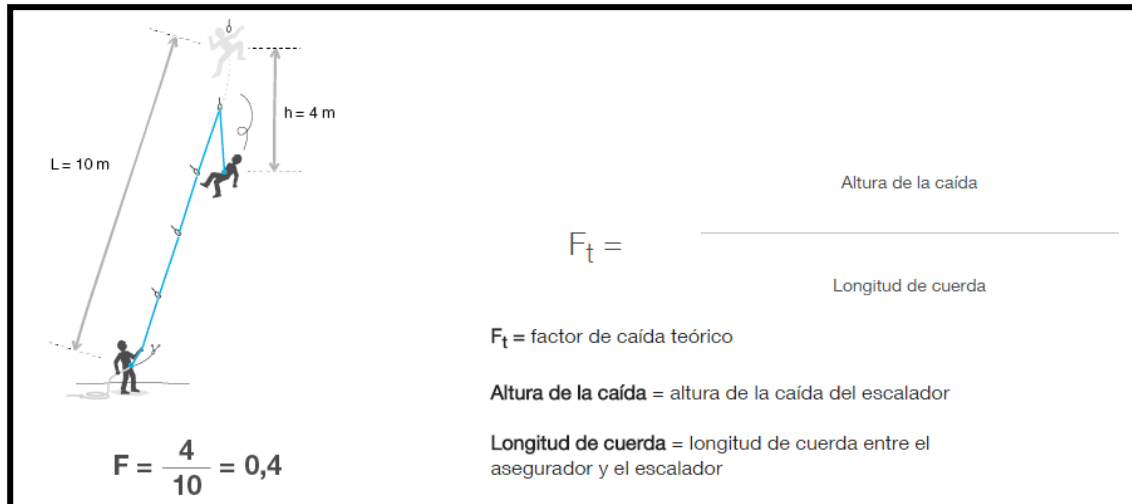 L = 10 m
h = 4 m
F = 4 / 10 = 0,4
Altura de la caída
Fₜ =
Longitud de cuerda
Fₜ = factor de caída teórico
Altura de la caída = altura de la caída del escalador
Longitud de cuerda = longitud de cuerda entre el
asegurador y el escalador